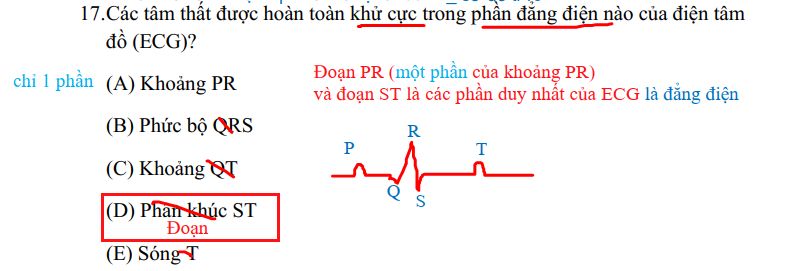 17.Các tâm thất được hoàn toàn khử cực trong phần đẳng điện nào của điện tâm
đồ (ECG)?
chỉ 1 phần (A) Khoảng PR
Đoạn PR (một phần của khoảng PR)
và đoạn ST là các phần duy nhất của ECG là đẳng điện
(B) Phức bộ QRS
(C) Khoảng QT
(D) Phân khúc ST
Đoạn
(E) Sóng T
R
P
T
Q
S